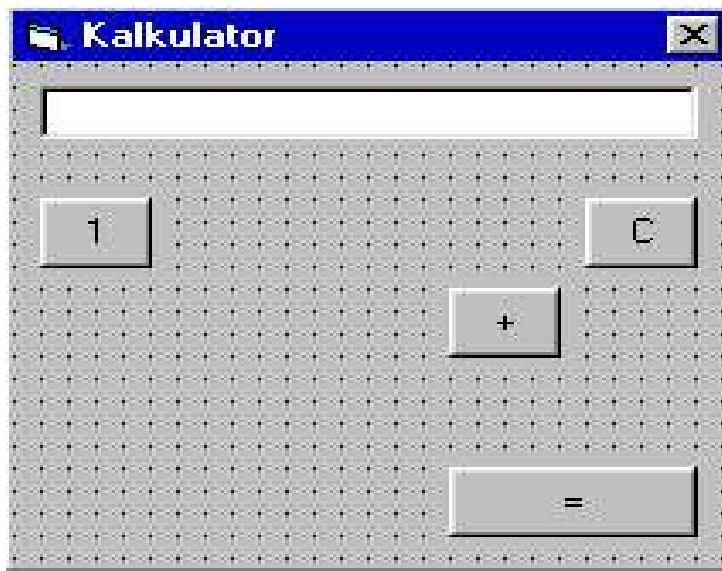 Kalkulator
1
C
+
=